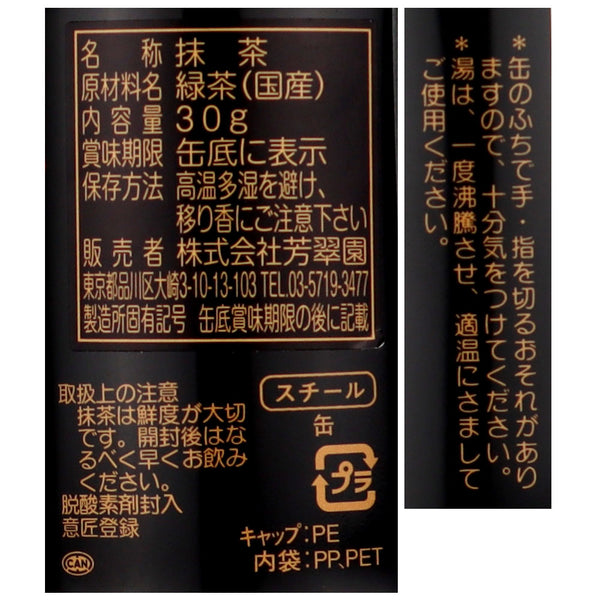 名称 抹茶
原材料名 緑茶(国産)
内容量 30g
賞味期限 缶底に表示
保存方法 高温多湿を避け、
移り香にご注意下さい
販売者 株式会社芳翠園
東京都品川区大崎3-10-13-103 TEL.03-5719-3477
製造所固有記号 缶底賞味期限の後に記載
取扱上の注意
抹茶は鮮度が大切
です。開封後はな
るべく早くお飲み
ください。
脱酸素剤封入
意匠登録
CAN
スチール
缶
プラ
キャップ:PE
内袋:PP、PET
*缶のふちで手・指を切るおそれがあり
ますので、十分気をつけてください。
*湯は、一度沸騰させ、適温にさまして
ご使用ください。